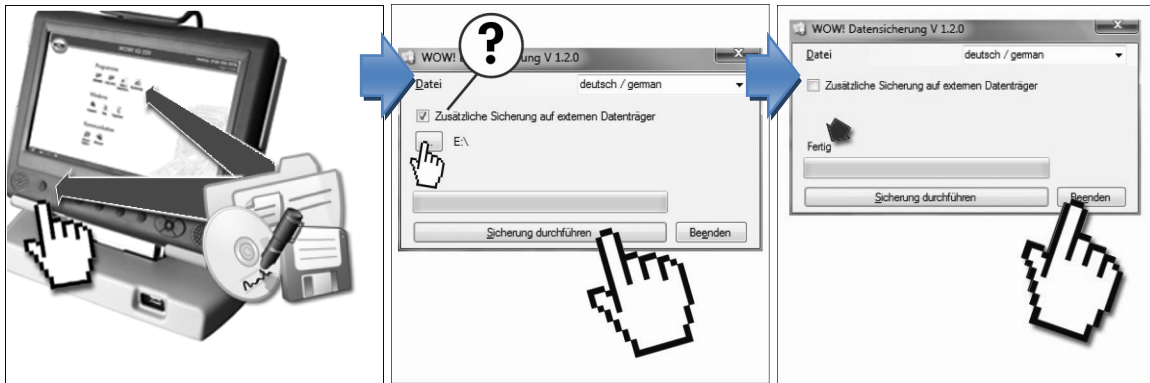 WOW! D
ung V 1.2.0
?
Datei
deutsch / german
Zusätzliche Sicherung auf externen Datenträger
...
E:\
Sicherung durchführen
Beenden
WOW! Datensicherung V 1.2.0
Datei
deutsch / german
Zusätzliche Sicherung auf externen Datenträger
Fertig
Sicherung durchführen
Beenden